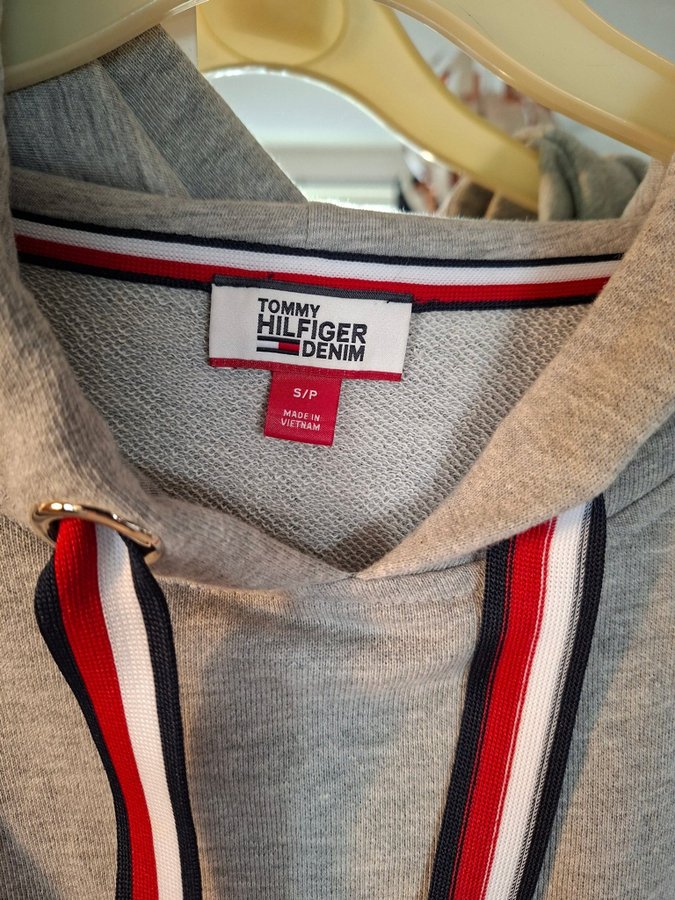 TOMMY
HILFIGER
DENIM
S/P
MADE IN
VIETNAM